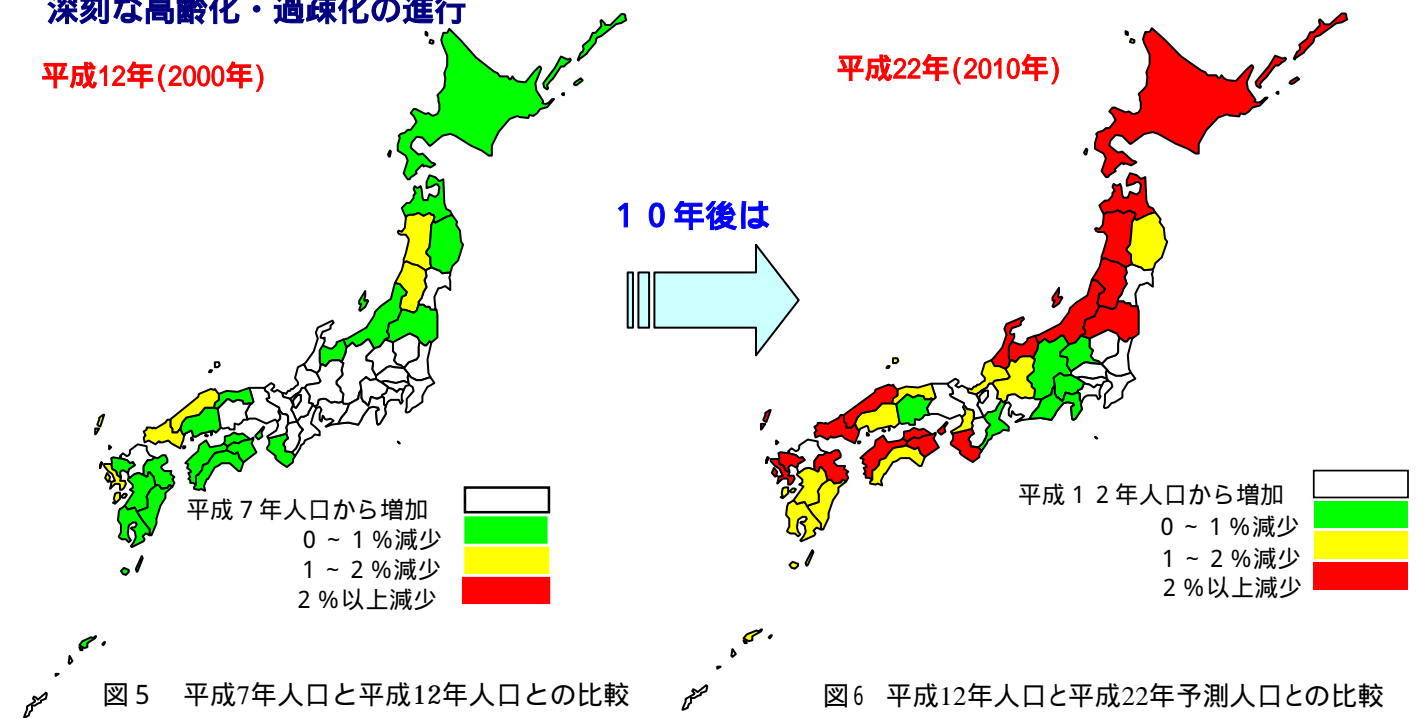 深刻な高齢化・過疎化の進行
平成12年(2000年)
平成22年(2010年)
１０年後は
平成７年人口から増加
０～１％減少
１～２％減少
２％以上減少
平成１２年人口から増加
０～１％減少
１～２％減少
２％以上減少
図５　平成7年人口と平成12年人口との比較
図6　平成12年人口と平成22年予測人口との比較